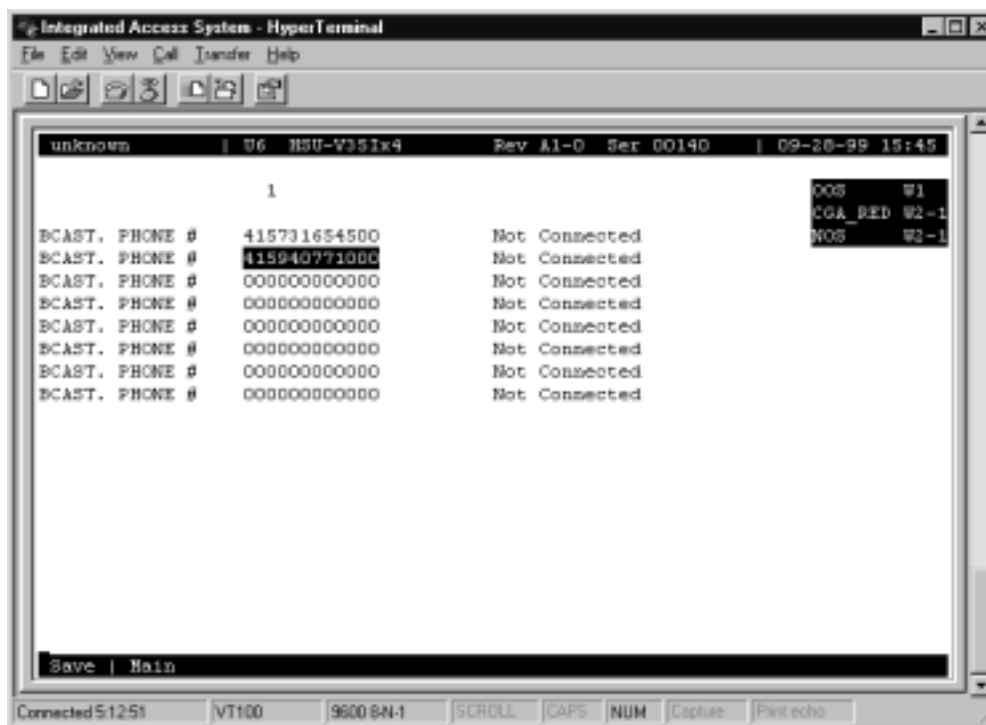 Integrated Access System - HyperTerminal
File Edit View Call Transfer Help
unknown | U6 HSU-V35Ix4 Rev A1-0 Ser 00140 | 09-28-99 15:45
1 OOS W1
CGA_RED W2-1
BCAST. PHONE # 415731654500 Not Connected NOS W2-1
BCAST. PHONE # 415940771000 Not Connected
BCAST. PHONE # 000000000000 Not Connected
BCAST. PHONE # 000000000000 Not Connected
BCAST. PHONE # 000000000000 Not Connected
BCAST. PHONE # 000000000000 Not Connected
BCAST. PHONE # 000000000000 Not Connected
BCAST. PHONE # 000000000000 Not Connected
Save | Main
Connected 5:12:51 VT100 9600 8-N-1 SCROLL CAPS NUM Capture Print echo